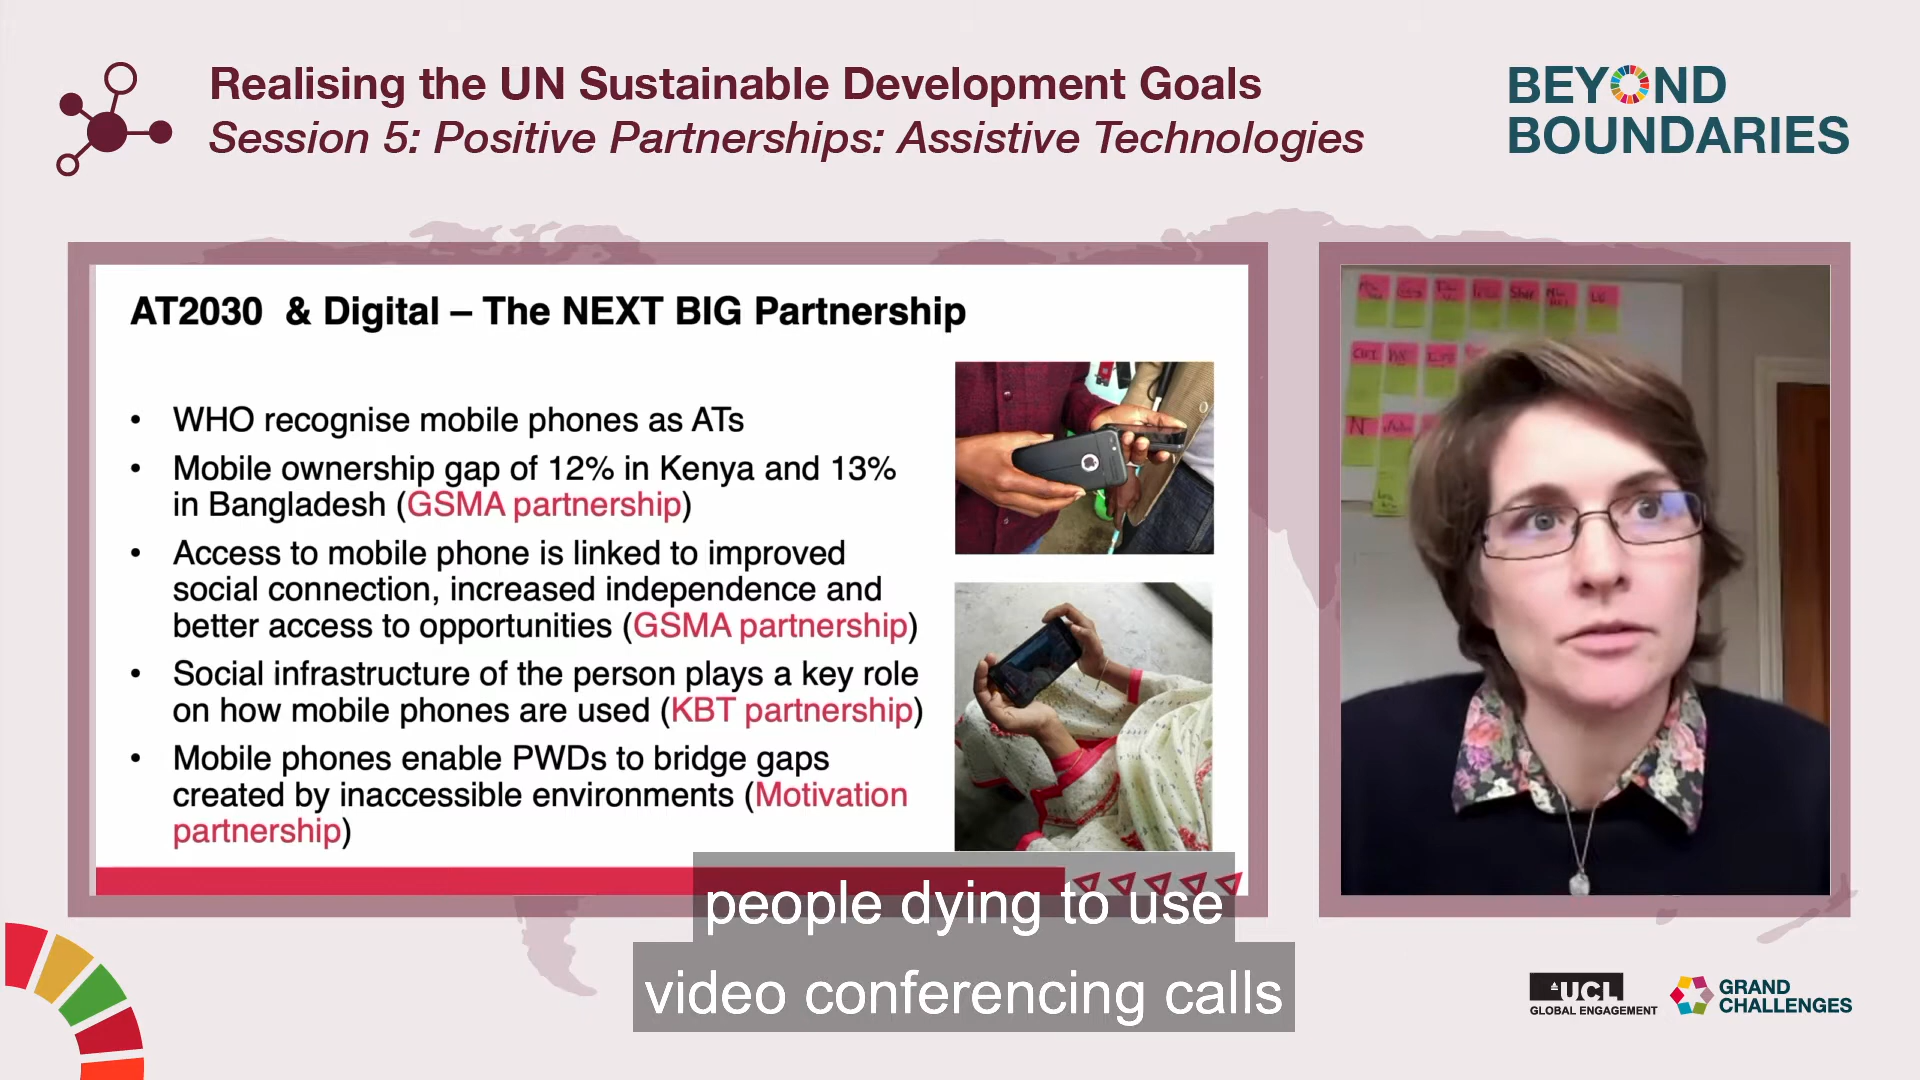 Realising the UN Sustainable Development Goals
Session 5: Positive Partnerships: Assistive Technologies
BEYOND
BOUNDARIES
AT2030 & Digital – The NEXT BIG Partnership
• WHO recognise mobile phones as ATs
• Mobile ownership gap of 12% in Kenya and 13%
in Bangladesh (GSMA partnership)
• Access to mobile phone is linked to improved
social connection, increased independence and
better access to opportunities (GSMA partnership)
• Social infrastructure of the person plays a key role
on how mobile phones are used (KBT partnership)
• Mobile phones enable PWDs to bridge gaps
created by inaccessible environments (Motivation
partnership)
people dying to use
video conferencing calls
UCL
GLOBAL ENGAGEMENT
GRAND
CHALLENGES